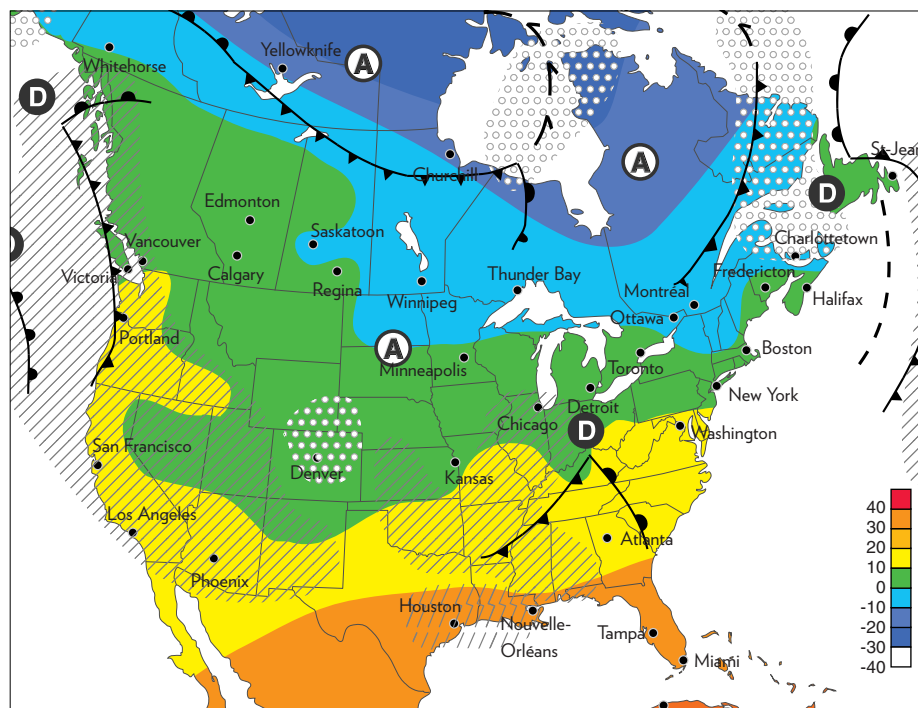 Yellowknife
A
Whitehorse
D
Churchill
A
St-Jean
D
Edmonton
Saskatoon
Vancouver
Charlottetown
D
Victoria
Calgary
Regina
Winnipeg
Thunder Bay
Montréal
Fredericton
Halifax
Ottawa
Portland
A
Minneapolis
Toronto
Boston
New York
Chicago
Detroit
D
Washington
San Francisco
Denver
Kansas
Los Angeles
Atlanta
Phoenix
Houston
Nouvelle-
Orléans
Tampa
Miami
40
30
20
10
0
-10
-20
-30
-40